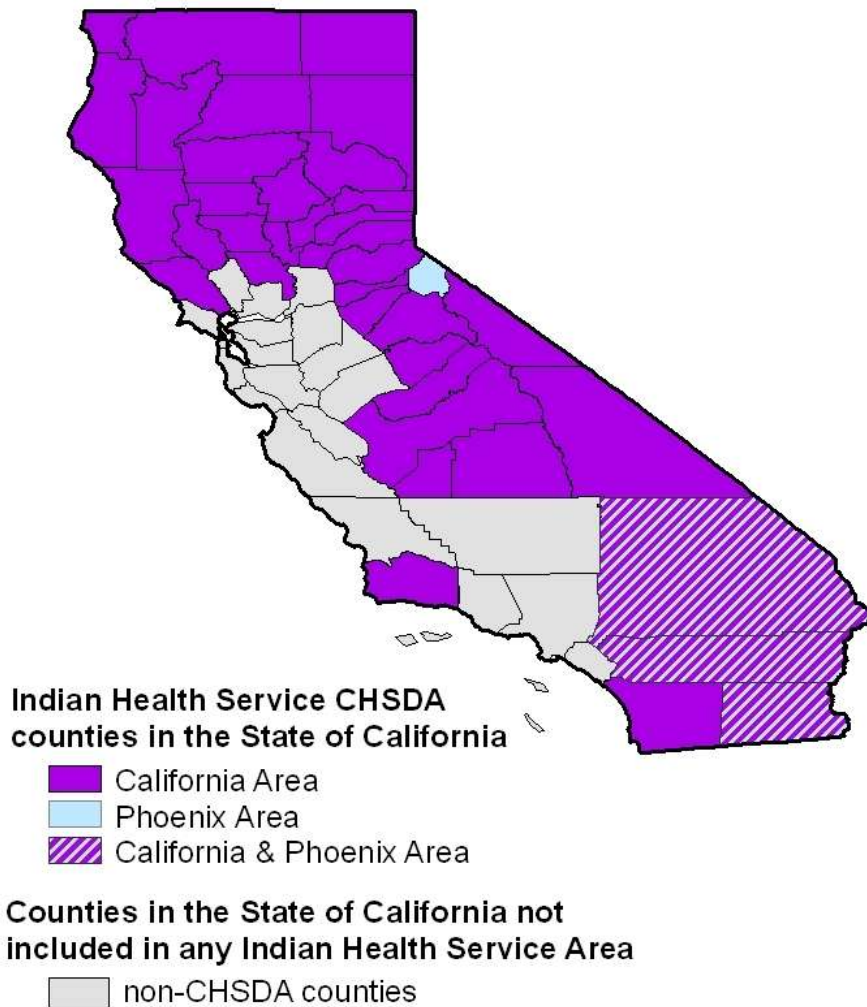 Indian Health Service CHSDA
counties in the State of California
California Area
Phoenix Area
California & Phoenix Area
Counties in the State of California not
included in any Indian Health Service Area
non-CHSDA counties